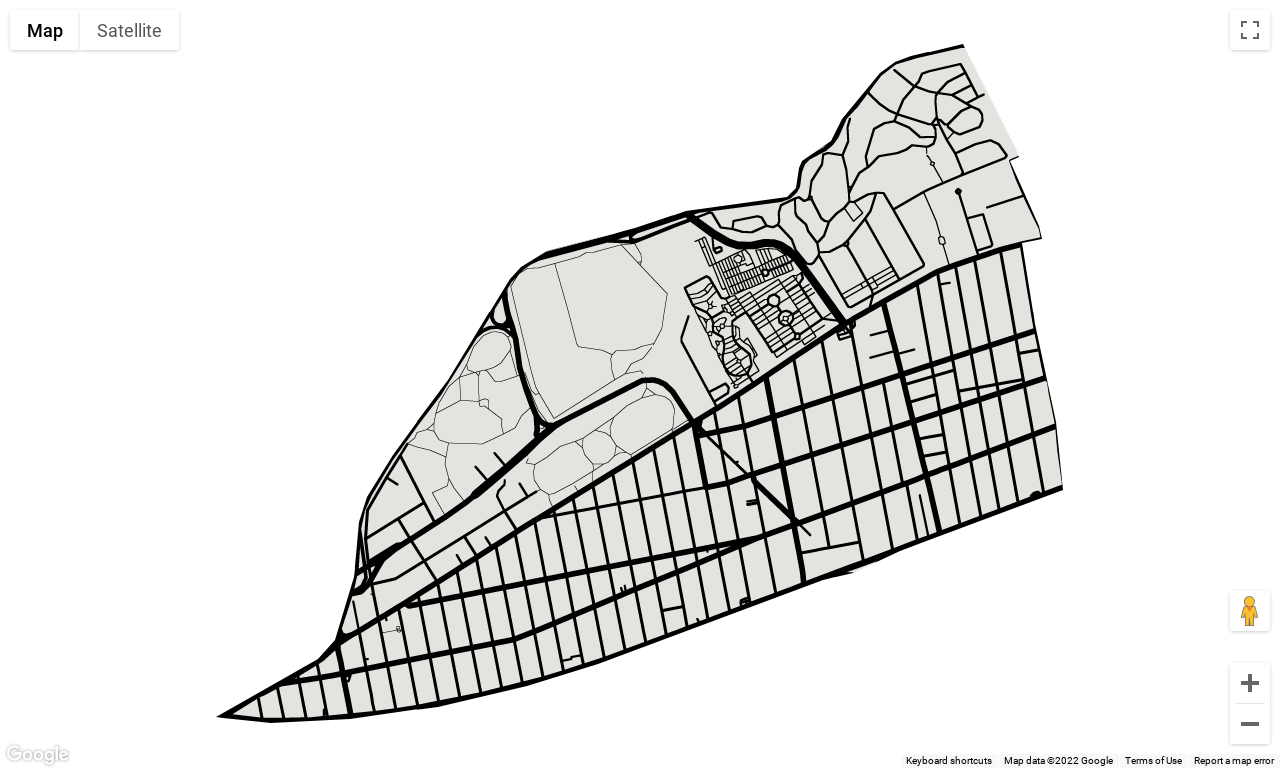 Map
Satellite
Google
Keyboard shortcuts
Map data ©2022 Google
Terms of Use
Report a map error